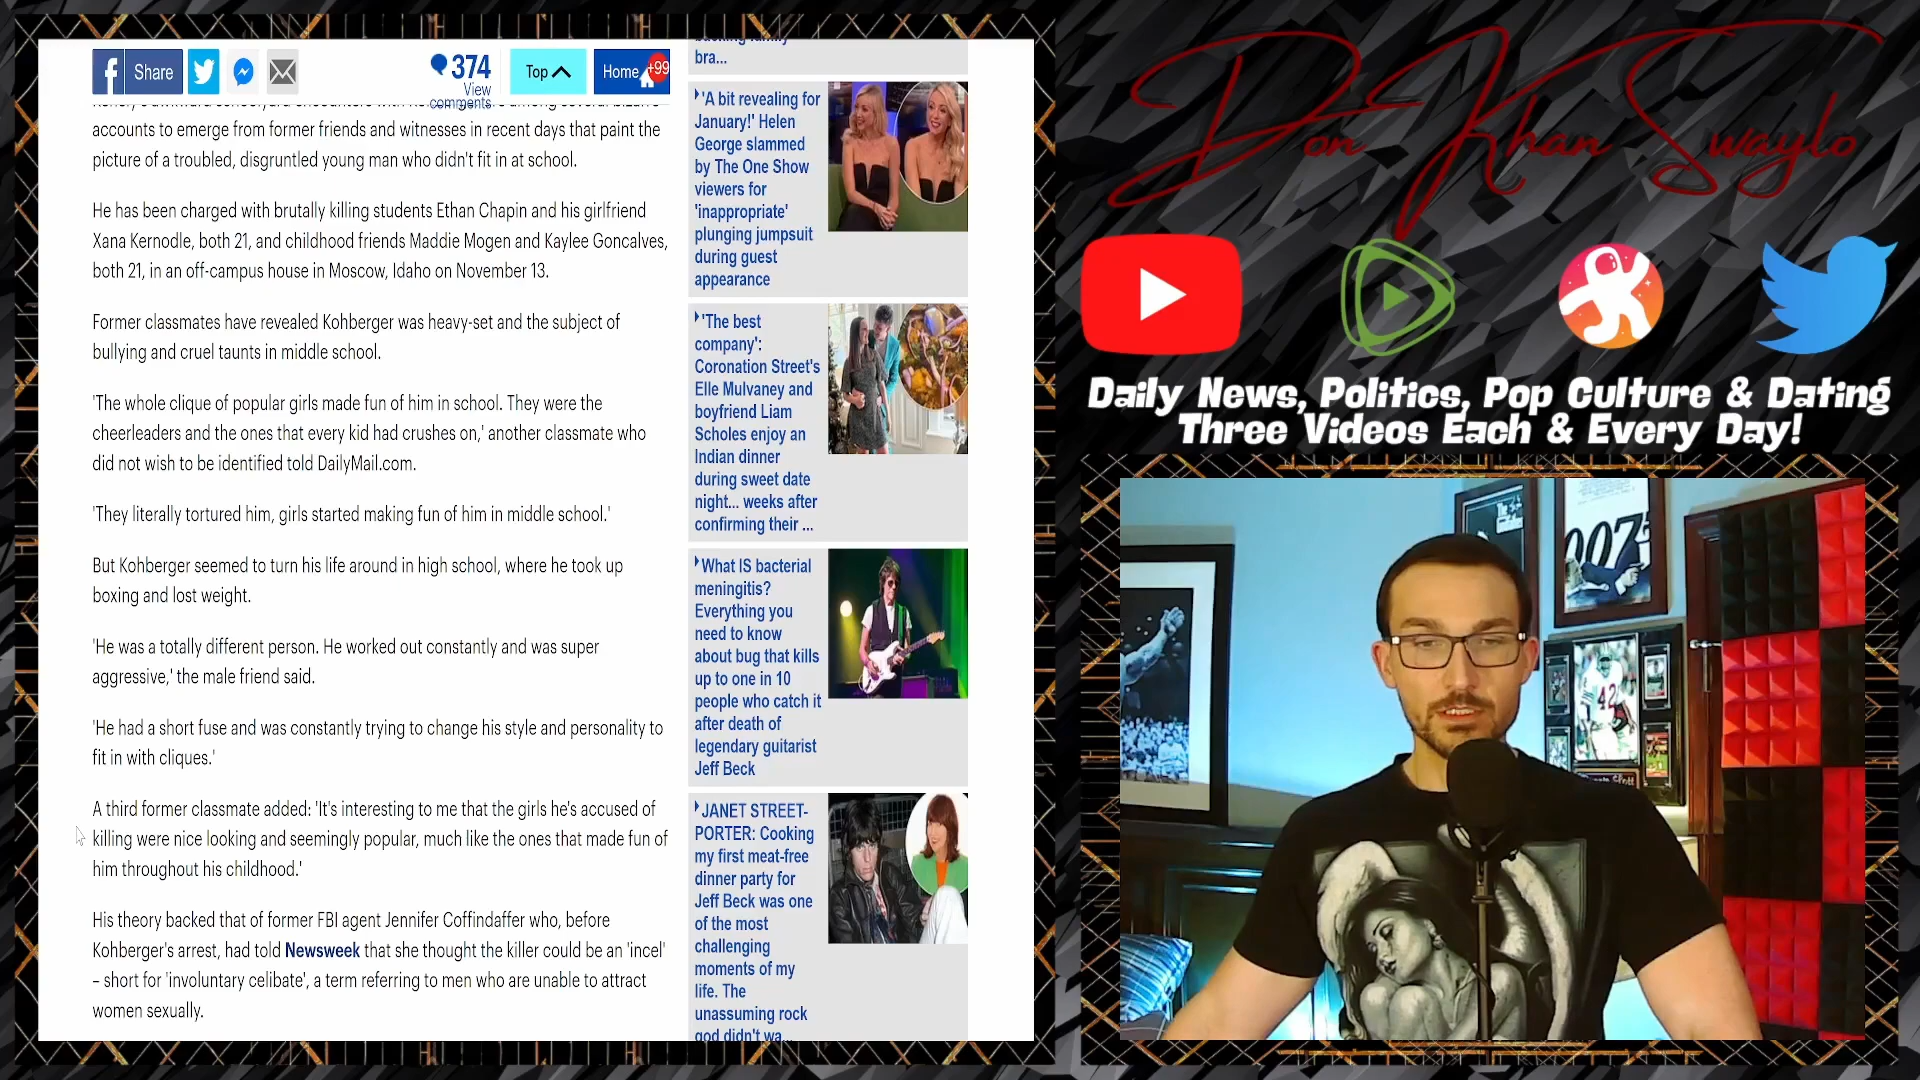 Share
374
View
comments
Top
Home
+99
accounts to emerge from former friends and witnesses in recent days that paint the
picture of a troubled, disgruntled young man who didn't fit in at school.
He has been charged with brutally killing students Ethan Chapin and his girlfriend
Xana Kernodle, both 21, and childhood friends Maddie Mogen and Kaylee Goncalves,
both 21, in an off-campus house in Moscow, Idaho on November 13.
Former classmates have revealed Kohberger was heavy-set and the subject of
bullying and cruel taunts in middle school.
'The whole clique of popular girls made fun of him in school. They were the
cheerleaders and the ones that every kid had crushes on,' another classmate who
did not wish to be identified told DailyMail.com.
'They literally tortured him, girls started making fun of him in middle school.'
But Kohberger seemed to turn his life around in high school, where he took up
boxing and lost weight.
'He was a totally different person. He worked out constantly and was super
aggressive,' the male friend said.
'He had a short fuse and was constantly trying to change his style and personality to
fit in with cliques.'
A third former classmate added: 'It's interesting to me that the girls he's accused of
killing were nice looking and seemingly popular, much like the ones that made fun of
him throughout his childhood.'
His theory backed that of former FBI agent Jennifer Coffindaffer who, before
Kohberger's arrest, had told Newsweek that she thought the killer could be an 'incel'
– short for 'involuntary celibate', a term referring to men who are unable to attract
women sexually.
bra...
'A bit revealing for
January!' Helen
George slammed
by The One Show
viewers for
'inappropriate'
plunging jumpsuit
during guest
appearance
'The best
company':
Coronation Street's
Elle Mulvaney and
boyfriend Liam
Scholes enjoy an
Indian dinner
during sweet date
night... weeks after
confirming their ...
What IS bacterial
meningitis?
Everything you
need to know
about bug that kills
up to one in 10
people who catch it
after death of
legendary guitarist
Jeff Beck
JANET STREET-
PORTER: Cooking
my first meat-free
dinner party for
Jeff Beck was one
of the most
challenging
moments of my
life. The
unassuming rock
god didn't wa...
Don Khan Swaylo
Daily News, Politics, Pop Culture & Dating
Three Videos Each & Every Day!
007
42